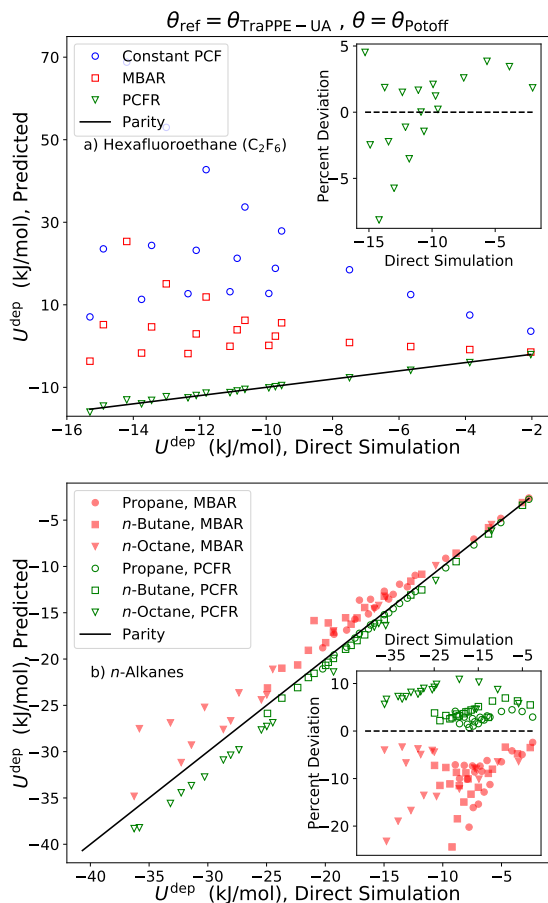 θref = θTraPPE−UA , θ = θPotoff
70
50
30
10
−10
Udep (kJ/mol), Predicted
Constant PCF
MBAR
PCFR
Parity
a) Hexafluoroethane (C2F6)
5
0
−5
Percent Deviation
−15
−10
−5
Direct Simulation
−16
−14
−12
−10
−8
−6
−4
−2
Udep (kJ/mol), Direct Simulation
−5
−10
−15
−20
−25
−30
−35
−40
Udep (kJ/mol), Predicted
Propane, MBAR
n-Butane, MBAR
n-Octane, MBAR
Propane, PCFR
n-Butane, PCFR
n-Octane, PCFR
Parity
b) n-Alkanes
Direct Simulation
−35
−25
−15
−5
10
0
−10
−20
Percent Deviation
−40
−35
−30
−25
−20
−15
−10
−5
Udep (kJ/mol), Direct Simulation